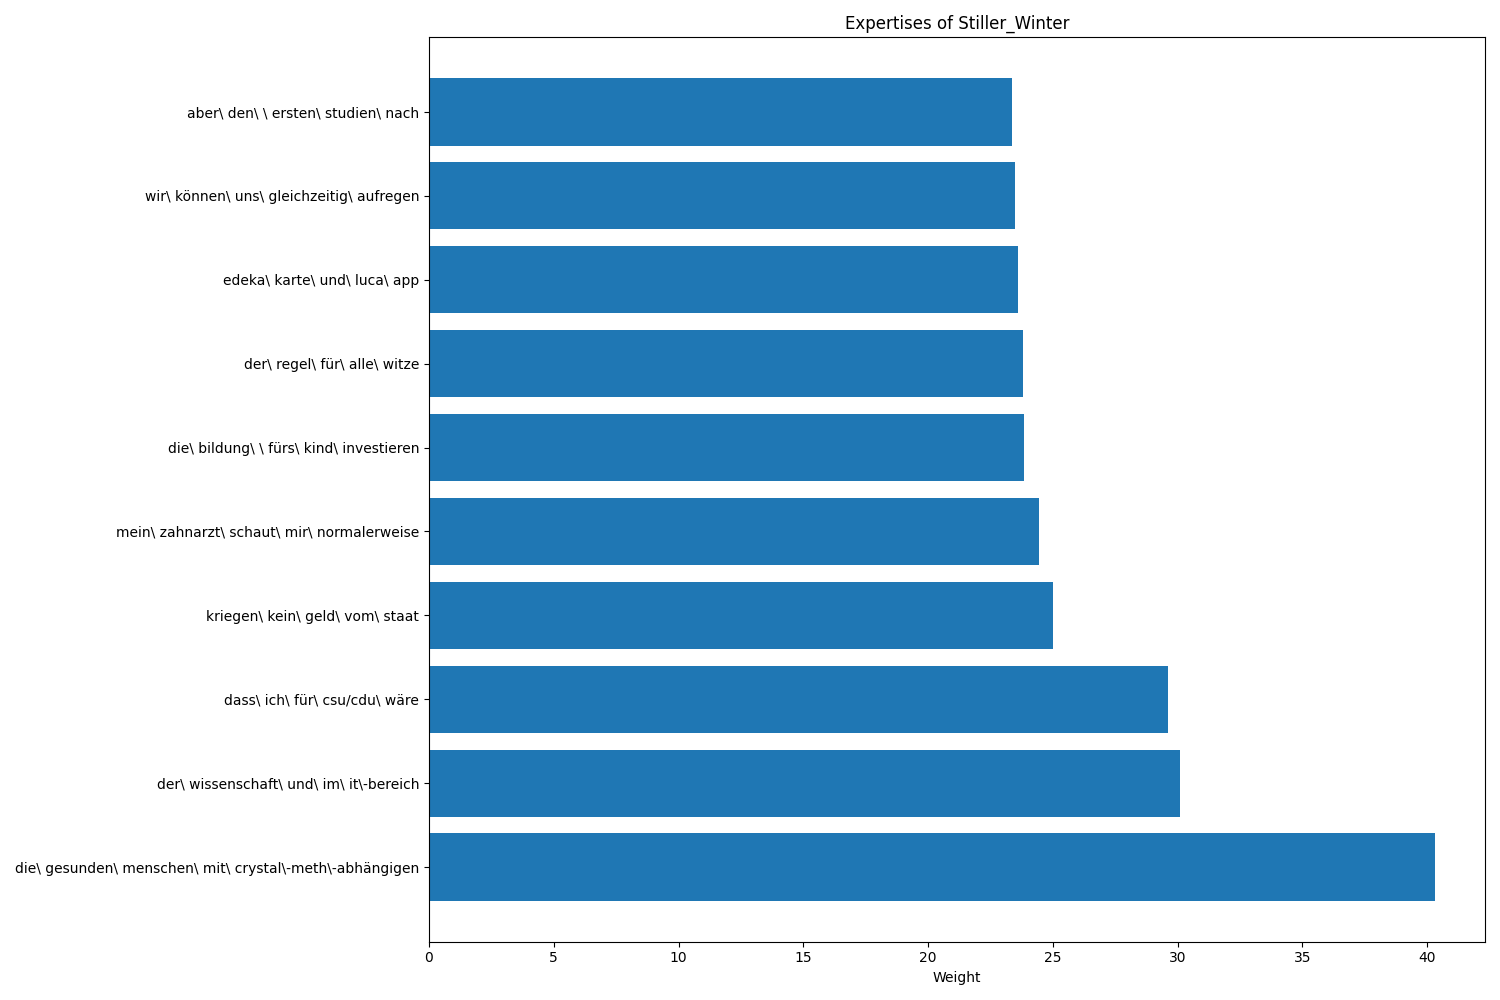 Expertises of Stiller_Winter
aber\ den\ \ ersten\ studien\ nach
wir\ können\ uns\ gleichzeitig\ aufregen
edeka\ karte\ und\ luca\ app
der\ regel\ für\ alle\ witze
die\ bildung\ \ fürs\ kind\ investieren
mein\ zahnarzt\ schaut\ mir\ normalerweise
kriegen\ kein\ geld\ vom\ staat
dass\ ich\ für\ csu/cdu\ wäre
der\ wissenschaft\ und\ im\ it\-bereich
die\ gesunden\ menschen\ mit\ crystal\-meth\-abhängigen
0 5 10 15 20 25 30 35 40
Weight